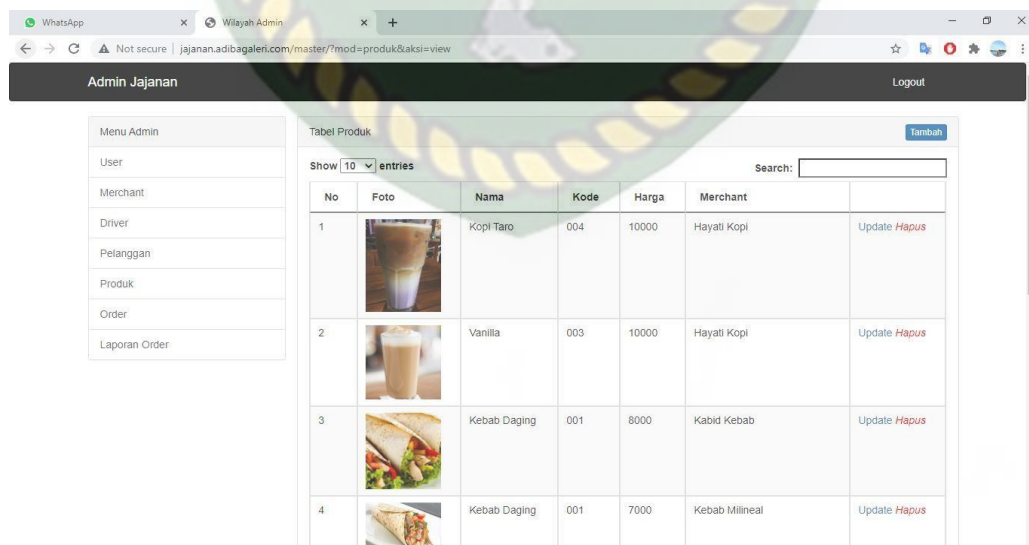 WhatsApp
Wilayah Admin
Not secure | jajanan.adibagaleri.com/master/?mod=produk&aksi=view
Admin Jajanan Logout
Menu Admin
User
Merchant
Driver
Pelanggan
Produk
Order
Laporan Order
Tabel Produk Tambah
Show 10 entries Search:
No Foto Nama Kode Harga Merchant
1 Kopi Taro 004 10000 Hayati Kopi Update Hapus
2 Vanilla 003 10000 Hayati Kopi Update Hapus
3 Kebab Daging 001 8000 Kabid Kebab Update Hapus
4 Kebab Daging 001 7000 Kebab Milineal Update Hapus